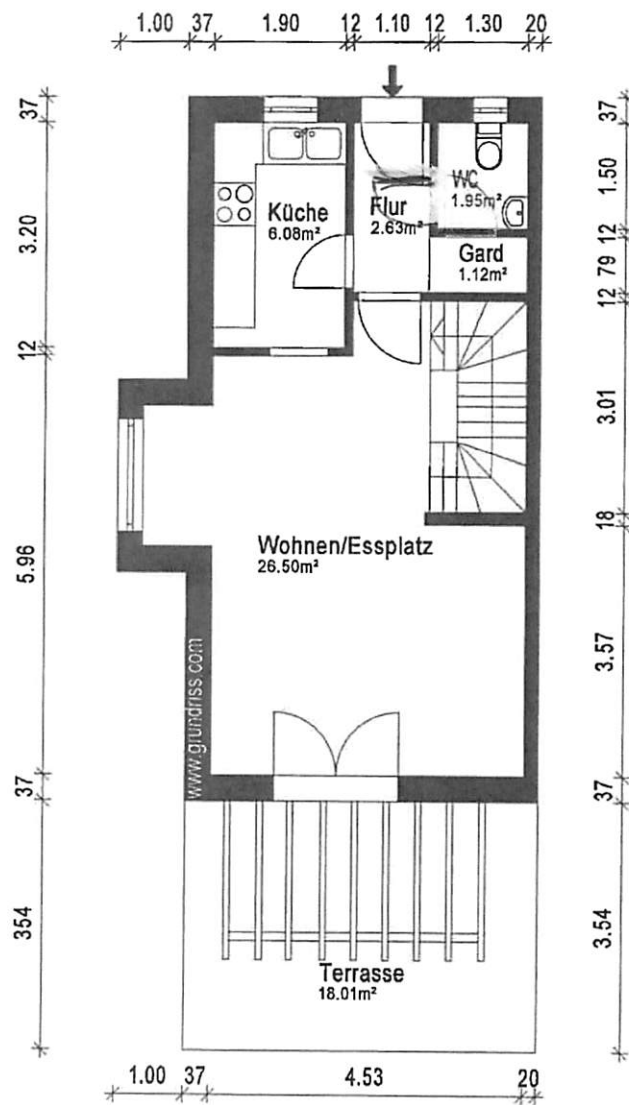 1.00 37 1.90 12 1.10 12 1.30 20
37
3.20
12
5.96
37
354
37
1.50
12
79
12
3.01
18
3.57
37
3.54
Küche
6.08m²
Flur
2.63m²
WC
1.95m²
Gard
1.12m²
Wohnen/Essplatz
26.50m²
www.grundriss.com
Terrasse
18.01m²
1.00 37 4.53 20